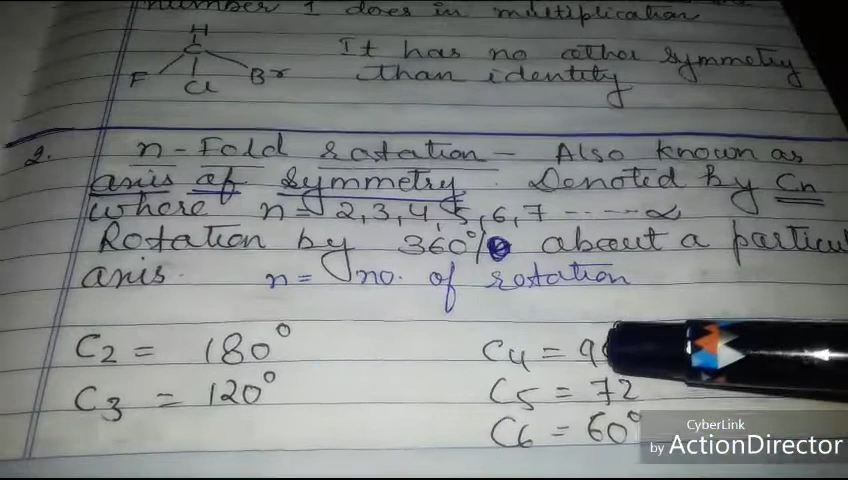 number 1 does in multiplication
H
C
F Cl Br
It has no other symmetry
than identity
2. n-Fold rotation - Also known as
axis of symmetry. Denoted by Cn
where n = 2,3,4,5,6,7 ------∞
Rotation by 360°/ about a particul
axis. n = no. of rotation
C2 = 180° C4 = 9
C3 = 120° C5 = 72
C6 = 60°
CyberLink
by ActionDirector